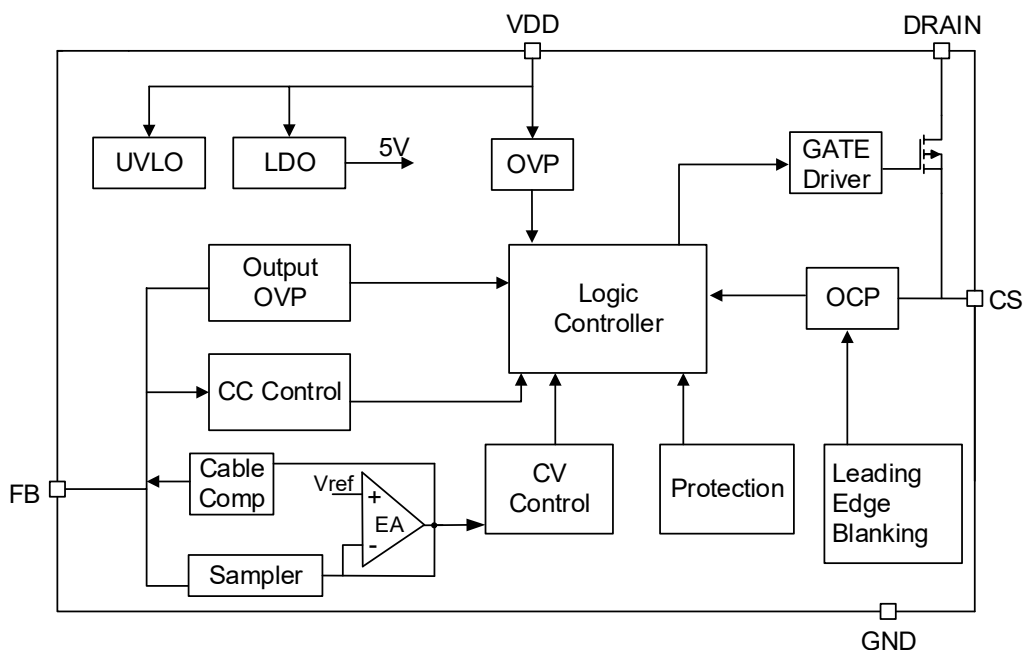 VDD
DRAIN
UVLO
LDO
5V
OVP
GATE
Driver
Output
OVP
Logic
Controller
OCP
CS
CC Control
FB
Cable
Comp
Vref
+
EA
-
CV
Control
Protection
Leading
Edge
Blanking
Sampler
GND